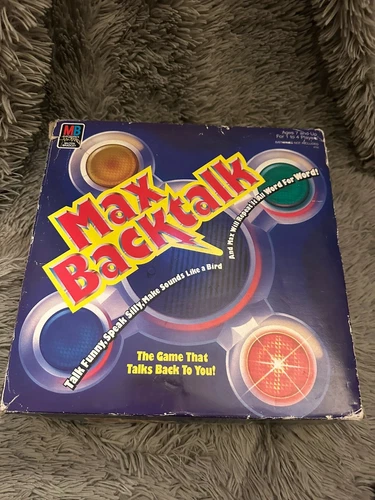 MB
Ages 7 and Up
For 1 to 4 Players
Max
Backtalk
Talk Funny, Speak Silly, Make Sounds Like a Bird
And Max Will Repeat it All Word For Word!
The Game That
Talks Back To You!